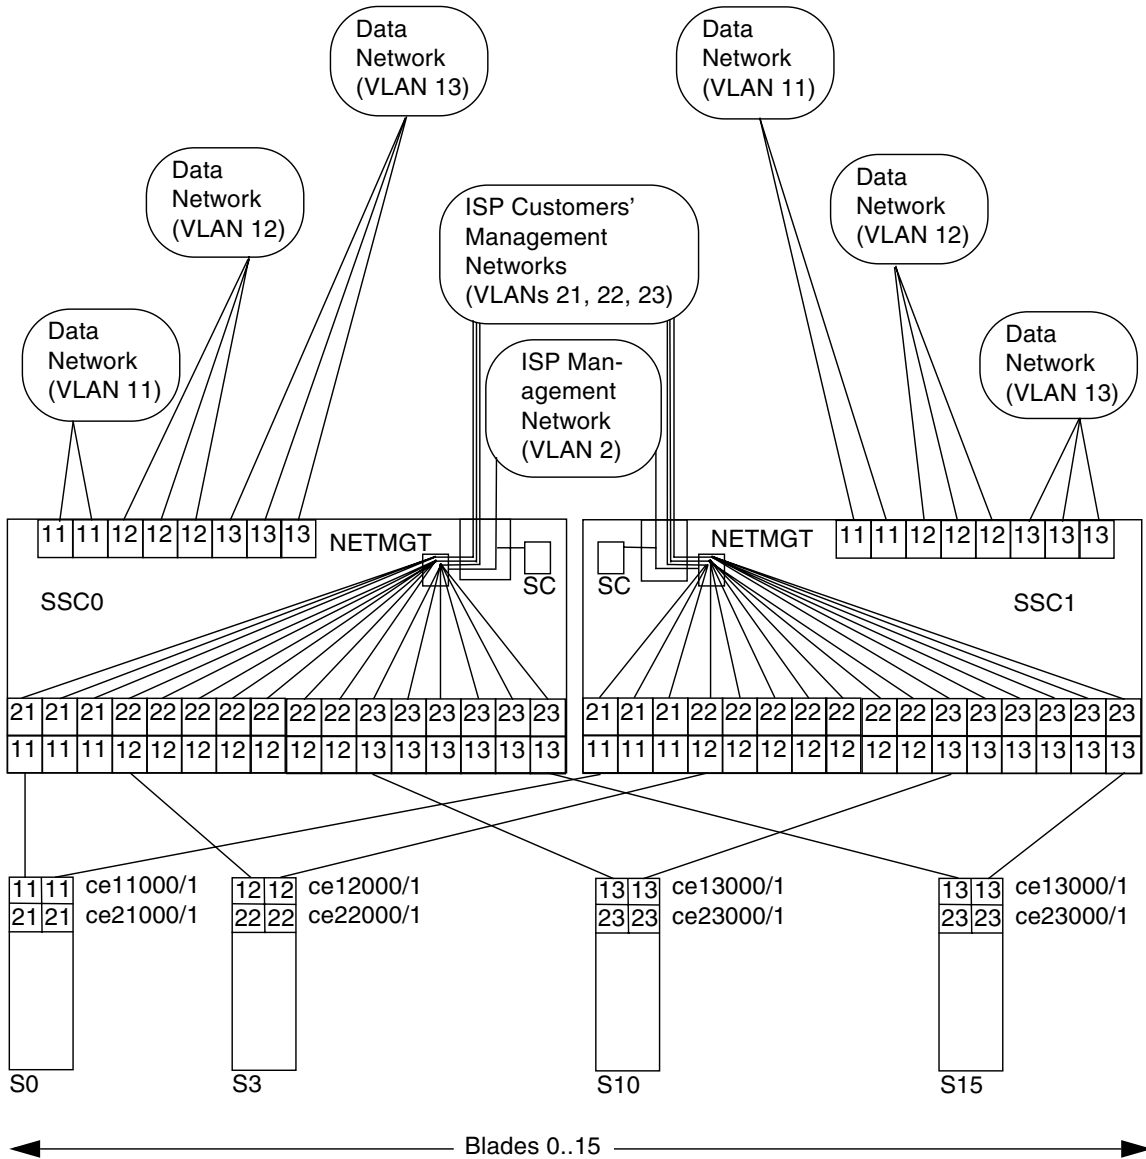 Data
Network
(VLAN 13)
Data
Network
(VLAN 11)
Data
Network
(VLAN 12)
Data
Network
(VLAN 12)
ISP Customers’
Management
Networks
(VLANs 21, 22, 23)
Data
Network
(VLAN 11)
Data
Network
(VLAN 13)
ISP Man-
agement
Network
(VLAN 2)
11 11 12 12 12 13 13 13
11 11 12 12 12 13 13 13
NETMGT
NETMGT
SC
SC
SSC0
SSC1
21 21 21 22 22 22 22 22 22 22 23 23 23 23 23 23
21 21 21 22 22 22 22 22 22 22 23 23 23 23 23 23
11 11 11 12 12 12 12 12 12 12 13 13 13 13 13 13
11 11 11 12 12 12 12 12 12 12 13 13 13 13 13 13
11 11 ce11000/1
21 21 ce21000/1
12 12 ce12000/1
22 22 ce22000/1
13 13 ce13000/1
23 23 ce23000/1
13 13 ce13000/1
23 23 ce23000/1
S0
S3
S10
S15
Blades 0..15